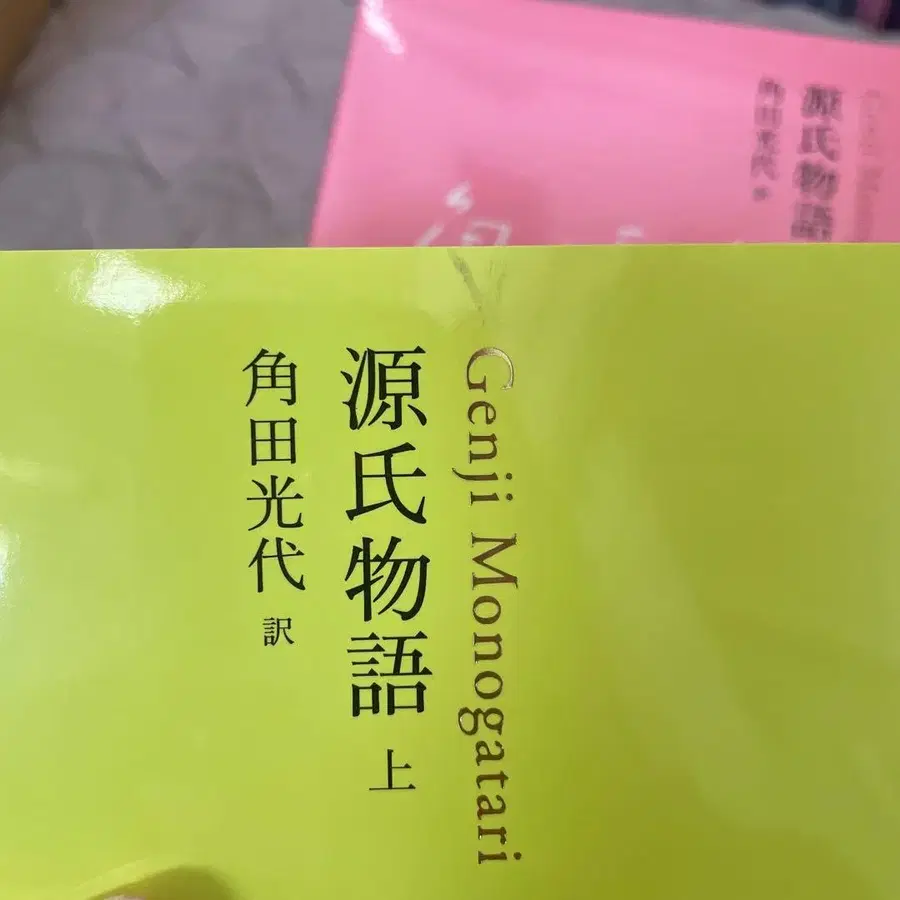 Genji Monogatari
源氏物語 上
角田光代 訳
源氏物語
角田光代